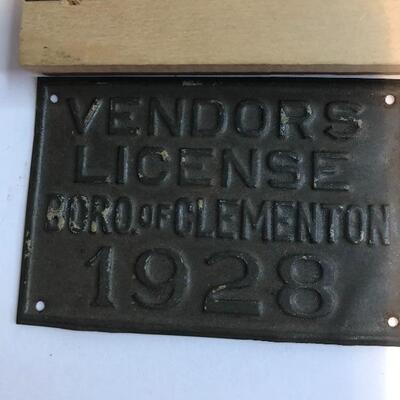 VENDORS
LICENSE
BORO. OF CLEMENTON
1928